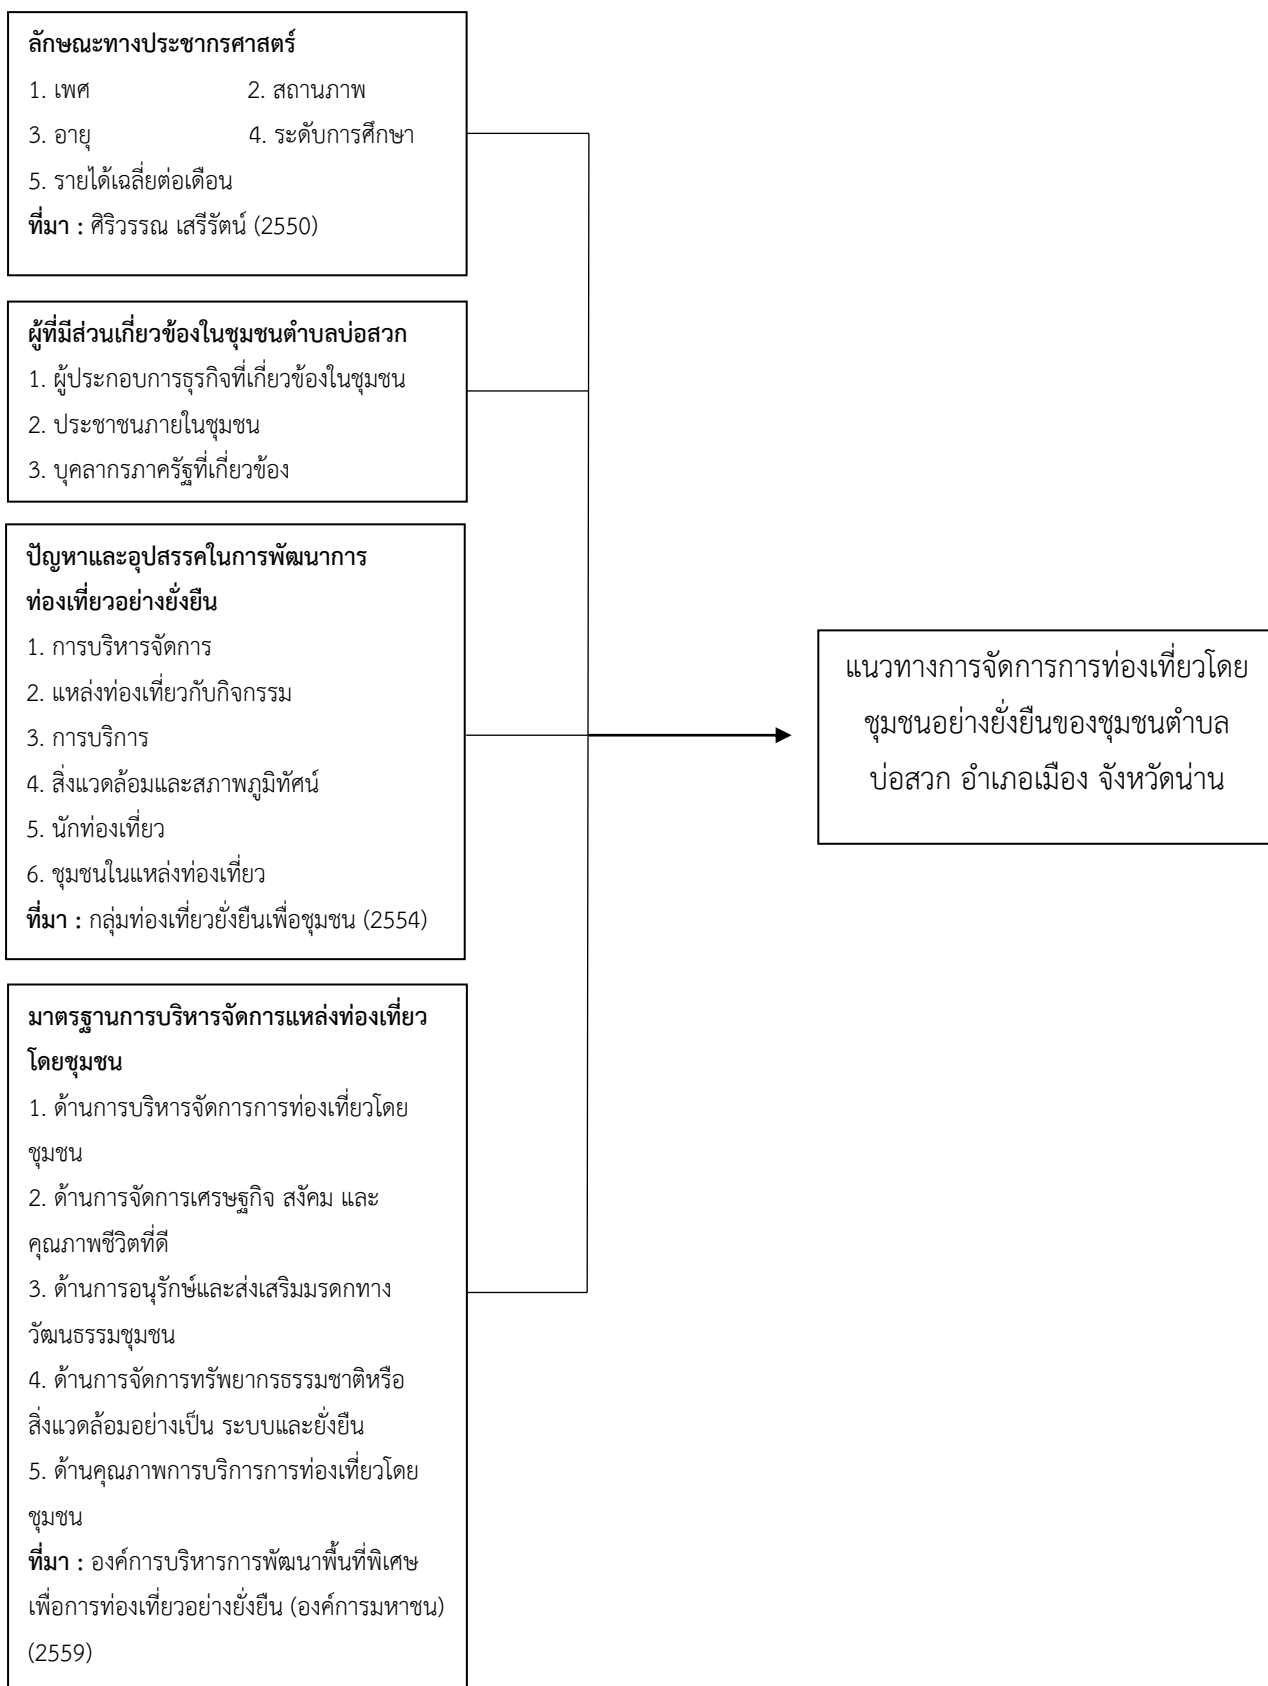 ลักษณะทางประชากรศาสตร์
1. เพศ 2. สถานภาพ
3. อายุ 4. ระดับการศึกษา
5. รายได้เฉลี่ยต่อเดือน
ที่มา : ศิริวรรณ เสรีรัตน์ (2550)
ผู้ที่มีส่วนเกี่ยวข้องในชุมชนตำบลบ่อสวก
1. ผู้ประกอบการธุรกิจที่เกี่ยวข้องในชุมชน
2. ประชาชนภายในชุมชน
3. บุคลากรภาครัฐที่เกี่ยวข้อง
ปัญหาและอุปสรรคในการพัฒนาการ
ท่องเที่ยวอย่างยั่งยืน
1. การบริหารจัดการ
2. แหล่งท่องเที่ยวกับกิจกรรม
3. การบริการ
4. สิ่งแวดล้อมและสภาพภูมิทัศน์
5. นักท่องเที่ยว
6. ชุมชนในแหล่งท่องเที่ยว
ที่มา : กลุ่มท่องเที่ยวยั่งยืนเพื่อชุมชน (2554)
มาตรฐานการบริหารจัดการแหล่งท่องเที่ยว
โดยชุมชน
1. ด้านการบริหารจัดการการท่องเที่ยวโดย
ชุมชน
2. ด้านการจัดการเศรษฐกิจ สังคม และ
คุณภาพชีวิตที่ดี
3. ด้านการอนุรักษ์และส่งเสริมมรดกทาง
วัฒนธรรมชุมชน
4. ด้านการจัดการทรัพยากรธรรมชาติหรือ
สิ่งแวดล้อมอย่างเป็น ระบบและยั่งยืน
5. ด้านคุณภาพการบริการการท่องเที่ยวโดย
ชุมชน
ที่มา : องค์การบริหารการพัฒนาพื้นที่พิเศษ
เพื่อการท่องเที่ยวอย่างยั่งยืน (องค์การมหาชน)
(2559)
แนวทางการจัดการการท่องเที่ยวโดย
ชุมชนอย่างยั่งยืนของชุมชนตำบล
บ่อสวก อำเภอเมือง จังหวัดน่าน